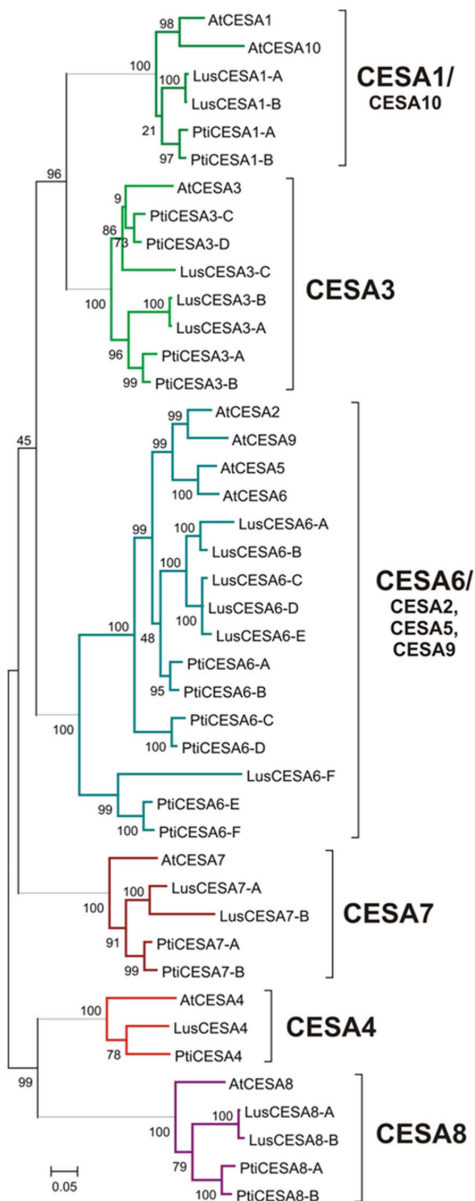 98
AtCESA1
AtCESA10
100
100
LusCESA1-A
LusCESA1-B
21
PtiCESA1-A
97
PtiCESA1-B
CESA1/
CESA10
96
9
AtCESA3
PtiCESA3-C
86
73
PtiCESA3-D
LusCESA3-C
100
100
LusCESA3-B
LusCESA3-A
96
PtiCESA3-A
99
PtiCESA3-B
CESA3
45
99
AtCESA2
AtCESA9
99
AtCESA5
100
AtCESA6
99
100
LusCESA6-A
LusCESA6-B
100
LusCESA6-C
LusCESA6-D
100
LusCESA6-E
100
48
PtiCESA6-A
95
PtiCESA6-B
PtiCESA6-C
100
PtiCESA6-D
100
LusCESA6-F
99
PtiCESA6-E
100
PtiCESA6-F
CESA6/
CESA2,
CESA5,
CESA9
AtCESA7
100
100
LusCESA7-A
LusCESA7-B
91
PtiCESA7-A
99
PtiCESA7-B
CESA7
100
AtCESA4
LusCESA4
78
PtiCESA4
CESA4
99
AtCESA8
100
100
LusCESA8-A
LusCESA8-B
79
PtiCESA8-A
100
PtiCESA8-B
CESA8
0.05